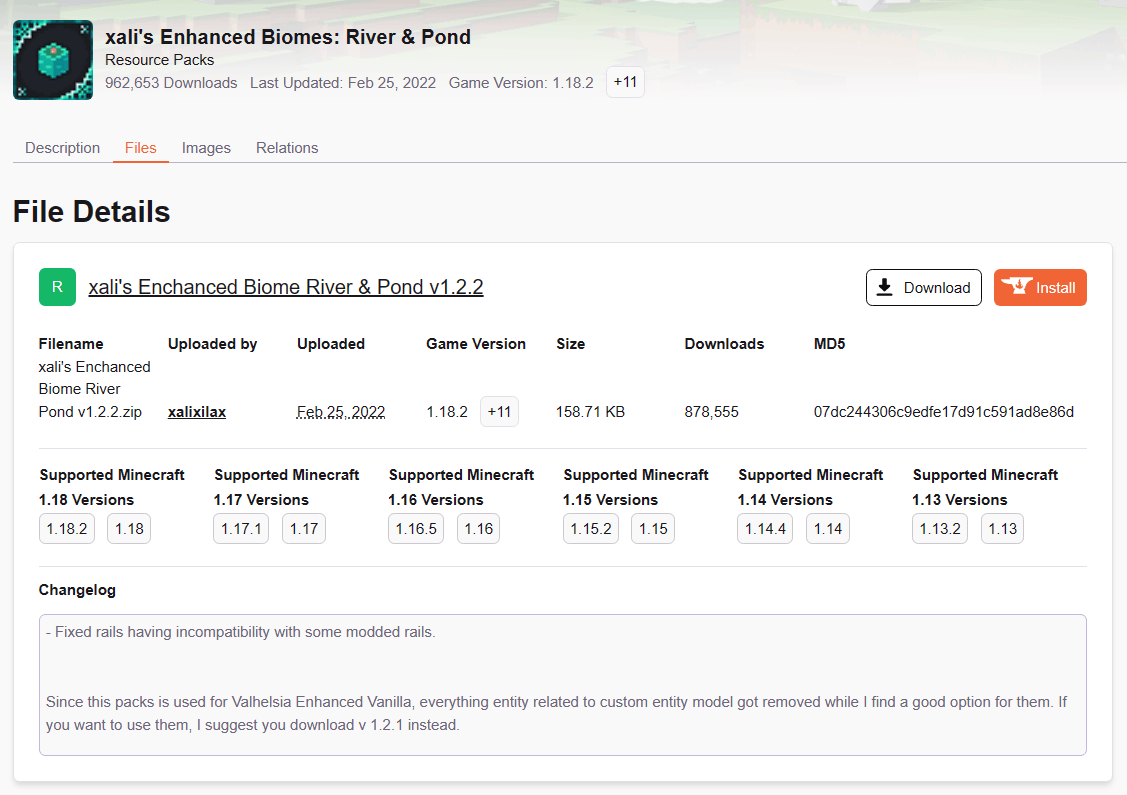 xali's Enhanced Biomes: River & Pond
Resource Packs
962,653 Downloads Last Updated: Feb 25, 2022 Game Version: 1.18.2 +11
Description Files Images Relations
File Details
R xali's Enchanced Biome River & Pond v1.2.2 Download Install
Filename Uploaded by Uploaded Game Version Size Downloads MD5
xali's Enchanced
Biome River
Pond v1.2.2.zip xalixilax Feb 25, 2022 1.18.2 +11 158.71 KB 878,555 07dc244306c9edfe17d91c591ad8e86d
Supported Minecraft Supported Minecraft Supported Minecraft Supported Minecraft Supported Minecraft Supported Minecraft
1.18 Versions 1.17 Versions 1.16 Versions 1.15 Versions 1.14 Versions 1.13 Versions
1.18.2 1.18 1.17.1 1.17 1.16.5 1.16 1.15.2 1.15 1.14.4 1.14 1.13.2 1.13
Changelog
- Fixed rails having incompatibility with some modded rails.
Since this packs is used for Valhelsia Enhanced Vanilla, everything entity related to custom entity model got removed while I find a good option for them. If
you want to use them, I suggest you download v 1.2.1 instead.